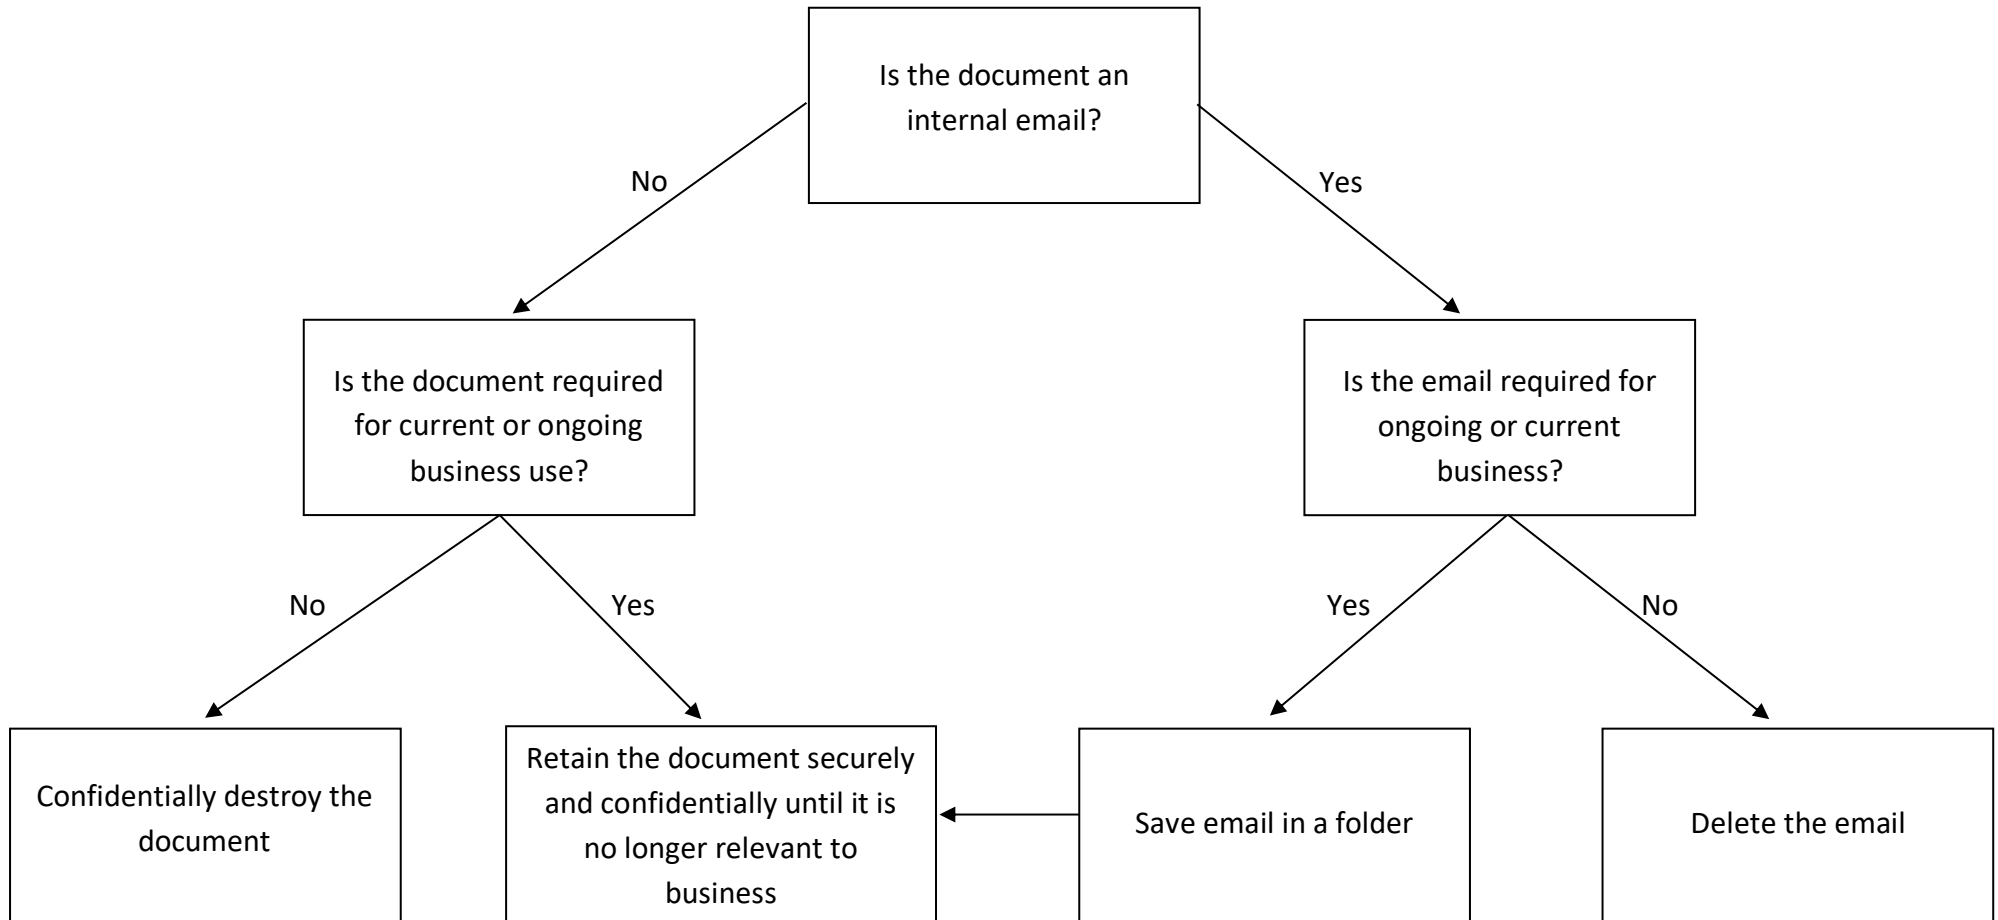 Is the document an
internal email?
No
Yes
Is the document required
for current or ongoing
business use?
Is the email required for
ongoing or current
business?
No
Yes
Yes
No
Confidentially destroy the
document
Retain the document securely
and confidentially until it is
no longer relevant to
business
Save email in a folder
Delete the email